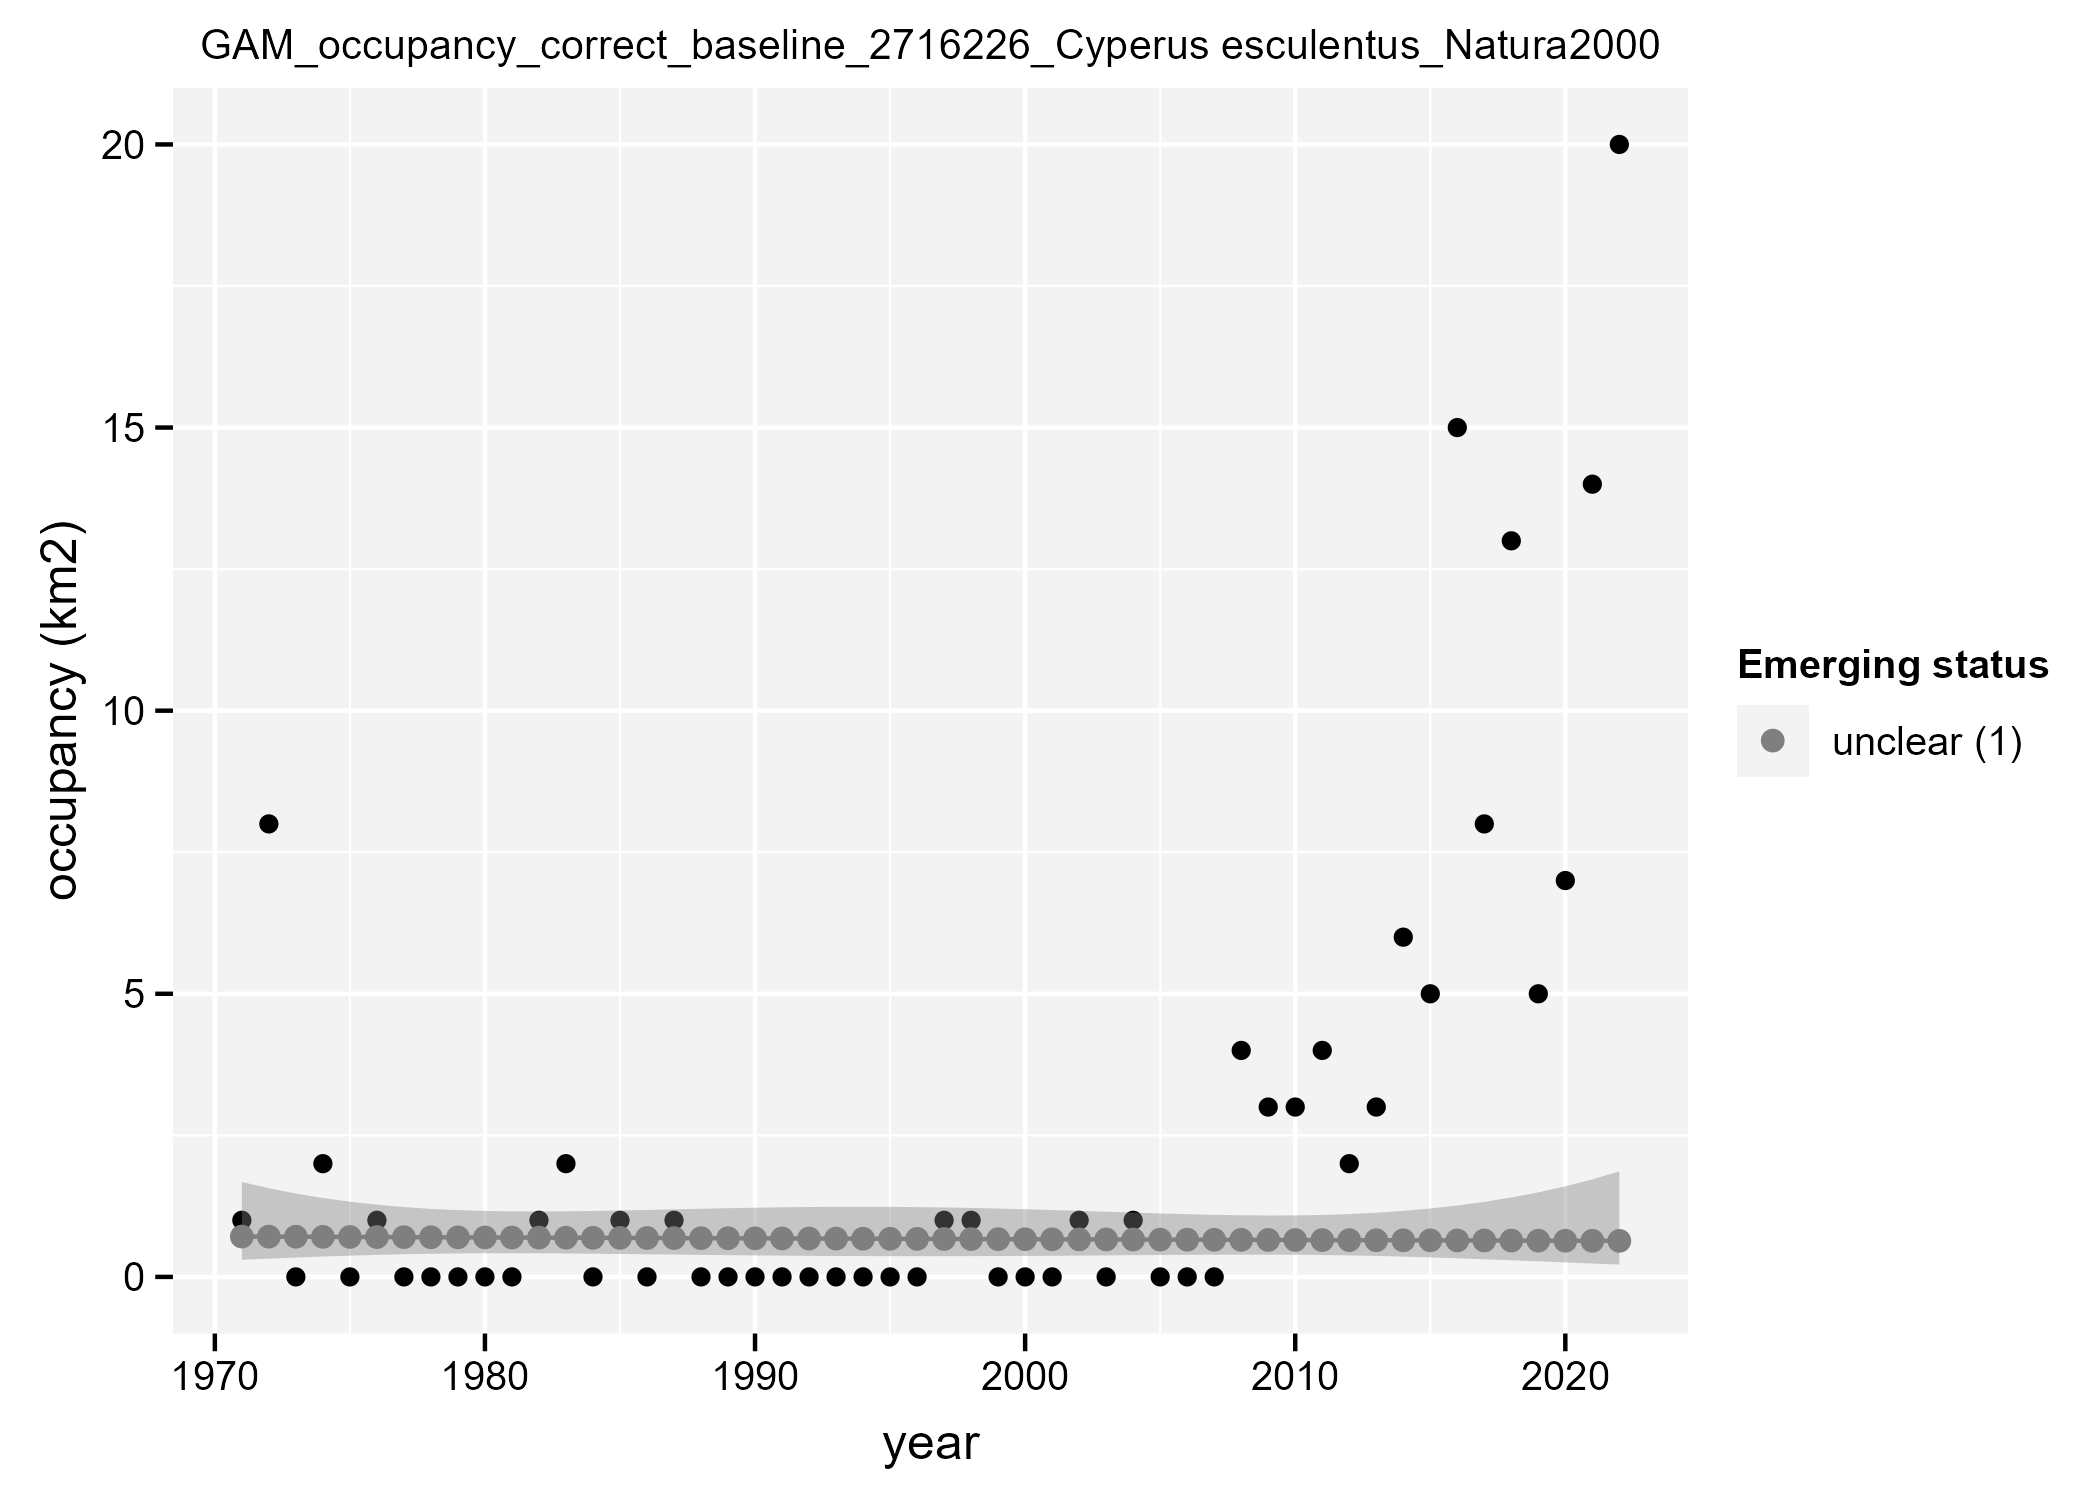 GAM_occupancy_correct_baseline_2716226_Cyperus esculentus_Natura2000
20
15
10
5
0
occupancy (km2)
1970 1980 1990 2000 2010 2020
year
Emerging status
unclear (1)